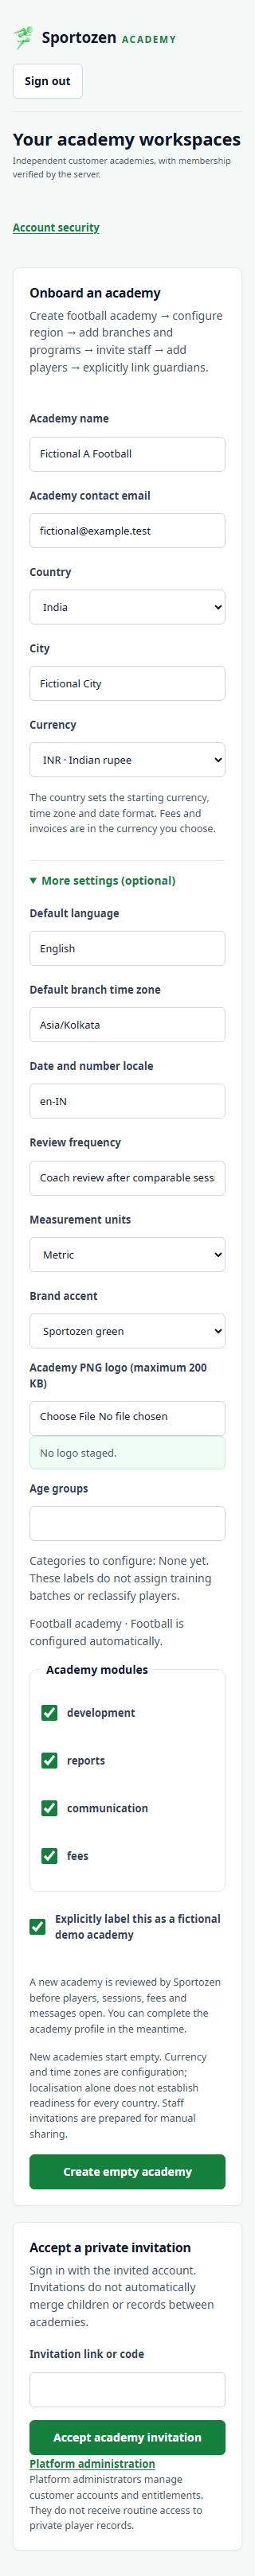 Sportozen ACADEMY
Sign out
Your academy workspaces
Independent customer academies, with membership
verified by the server.
Account security
Onboard an academy
Create football academy → configure
region → add branches and
programs → invite staff → add
players → explicitly link guardians.
Academy name
Fictional A Football
Academy contact email
fictional@example.test
Country
India
City
Fictional City
Currency
INR · Indian rupee
The country sets the starting currency,
time zone and date format. Fees and
invoices are in the currency you choose.
▼ More settings (optional)
Default language
English
Default branch time zone
Asia/Kolkata
Date and number locale
en-IN
Review frequency
Coach review after comparable sessi
Measurement units
Metric
Brand accent
Sportozen green
Academy PNG logo (maximum 200
KB)
Choose File No file chosen
No logo staged.
Age groups
Categories to configure: None yet.
These labels do not assign training
batches or reclassify players.
Football academy · Football is
configured automatically.
Academy modules
development
reports
communication
fees
Explicitly label this as a fictional
demo academy
A new academy is reviewed by Sportozen
before players, sessions, fees and
messages open. You can complete the
academy profile in the meantime.
New academies start empty. Currency
and time zones are configuration;
localisation alone does not establish
readiness for every country. Staff
invitations are prepared for manual
sharing.
Create empty academy
Accept a private invitation
Sign in with the invited account.
Invitations do not automatically
merge children or records between
academies.
Invitation link or code
Accept academy invitation
Platform administration
Platform administrators manage
customer accounts and entitlements.
They do not receive routine access to
private player records.